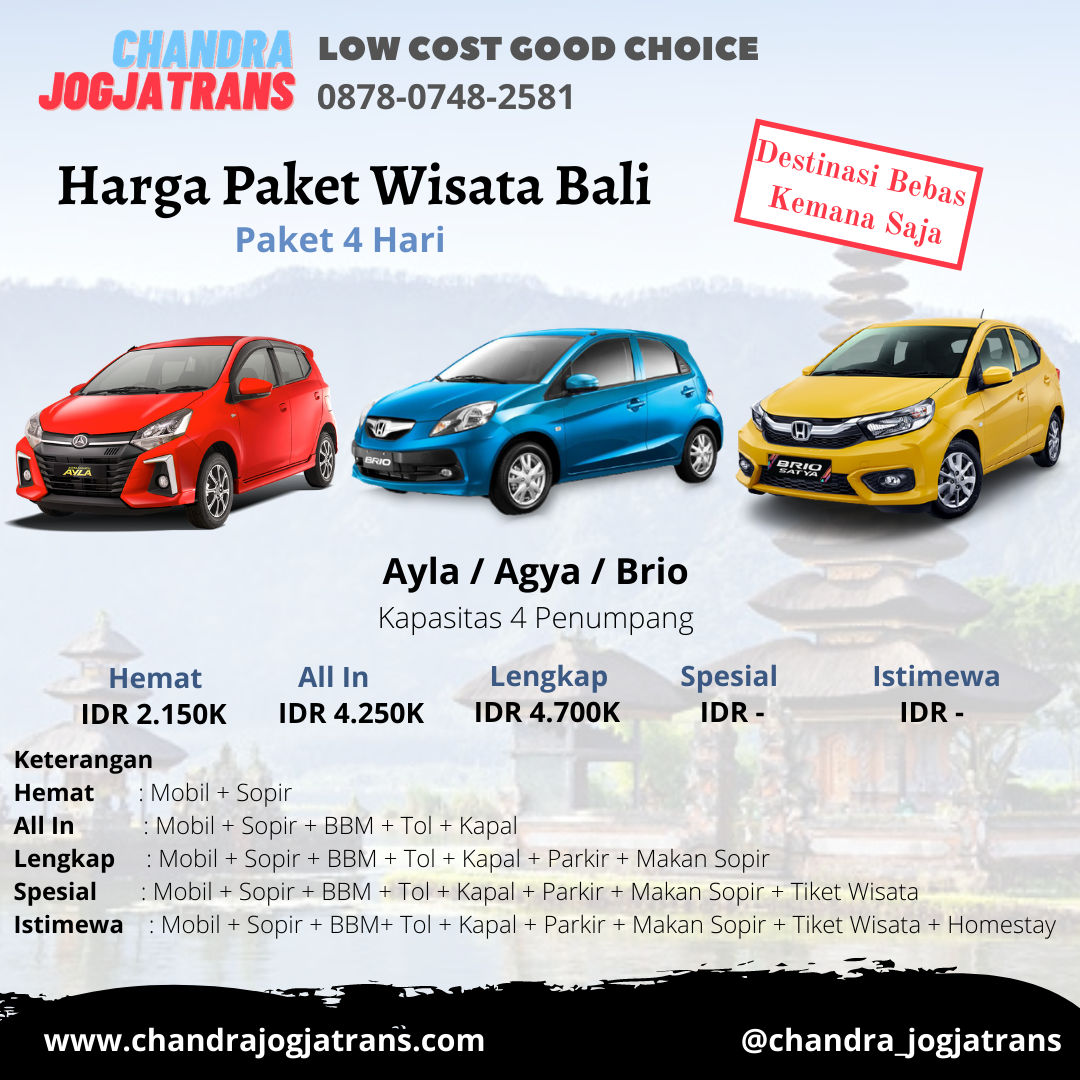 CHANDRA
JOGJATRANS
LOW COST GOOD CHOICE
0878-0748-2581
Harga Paket Wisata Bali
Paket 4 Hari
Destinasi Bebas
Kemana Saja
AYLA
BRIO
BRIO
SATYA
Ayla / Agya / Brio
Kapasitas 4 Penumpang
Hemat All In Lengkap Spesial Istimewa
IDR 2.150K IDR 4.250K IDR 4.700K IDR - IDR -
Keterangan
Hemat : Mobil + Sopir
All In : Mobil + Sopir + BBM + Tol + Kapal
Lengkap : Mobil + Sopir + BBM + Tol + Kapal + Parkir + Makan Sopir
Spesial : Mobil + Sopir + BBM + Tol + Kapal + Parkir + Makan Sopir + Tiket Wisata
Istimewa : Mobil + Sopir + BBM+ Tol + Kapal + Parkir + Makan Sopir + Tiket Wisata + Homestay
www.chandrajogjatrans.com
@chandra_jogjatrans